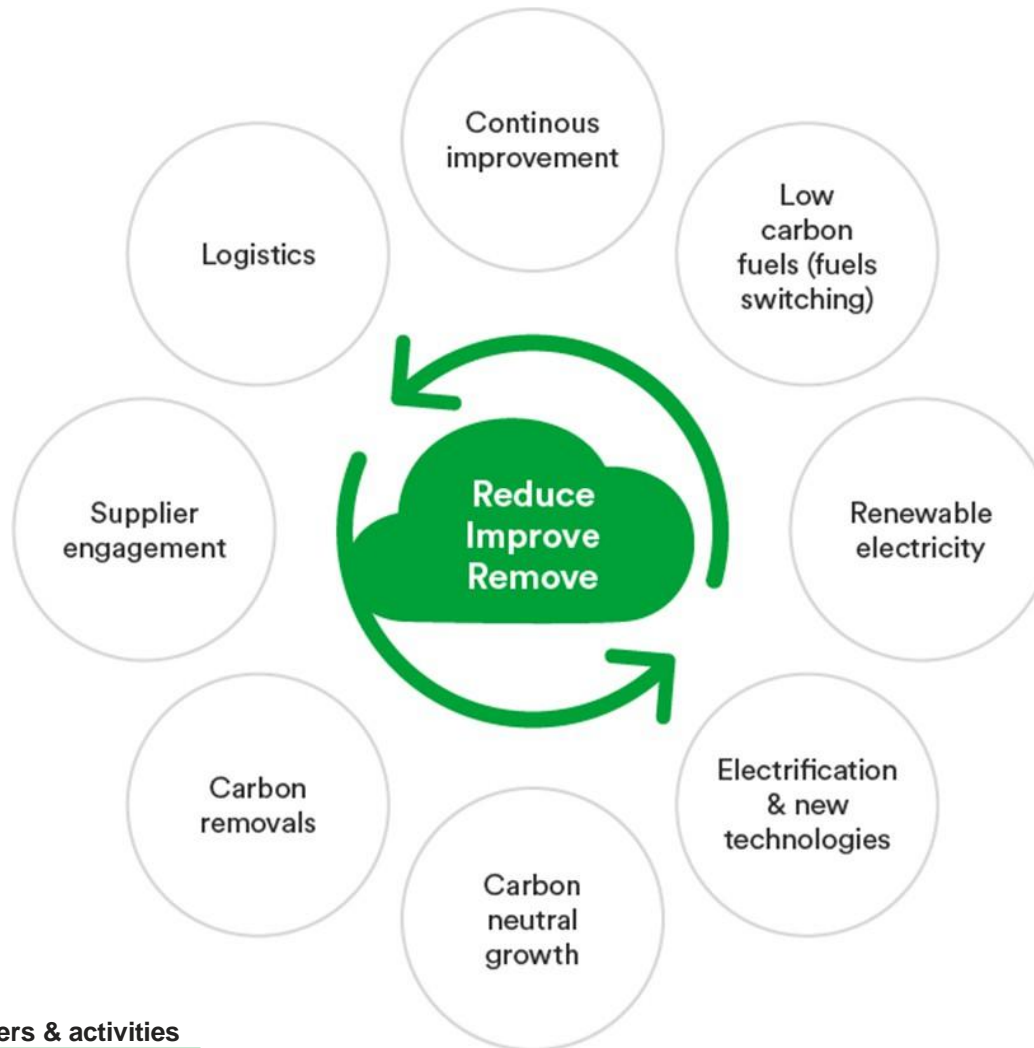 Continous
improvement
Low
carbon
fuels (fuels
switching)
Logistics
Reduce
Improve
Remove
Supplier
engagement
Renewable
electricity
Carbon
removals
Electrification
& new
technologies
Carbon
neutral
growth
& activities